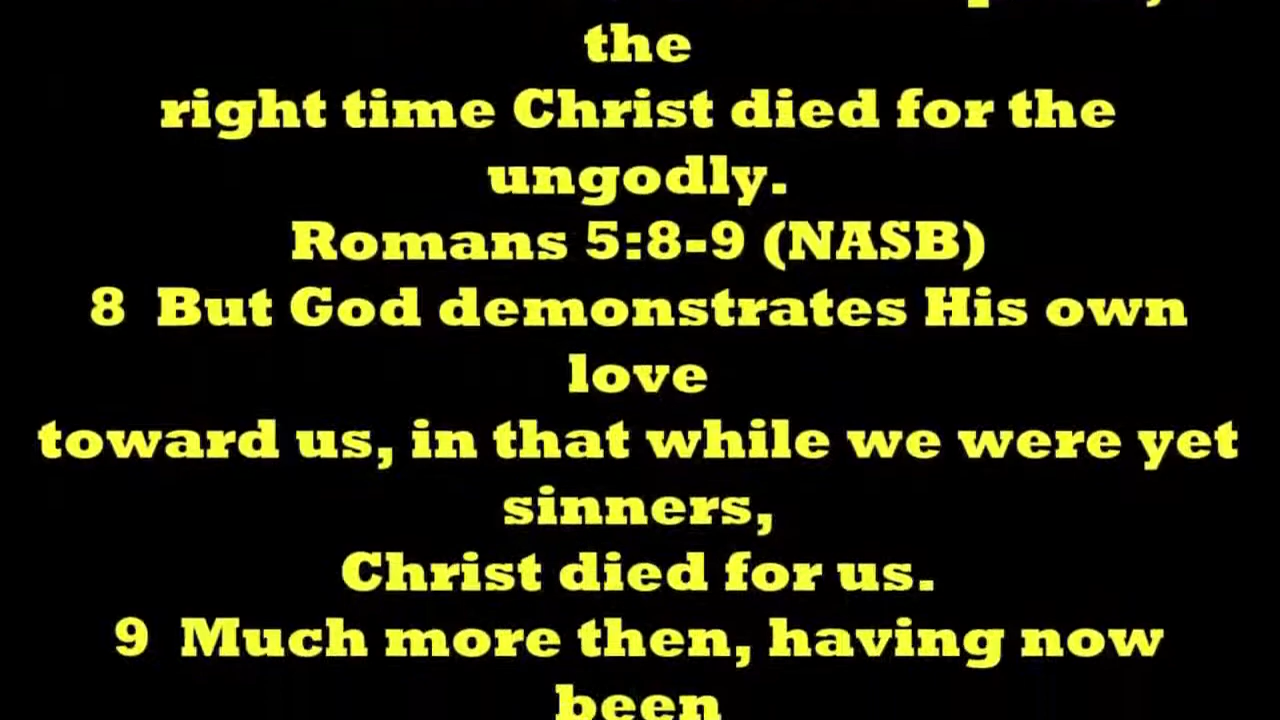 the
right time Christ died for the
ungodly.
Romans 5:8-9 (NASB)
8 But God demonstrates His own
love
toward us, in that while we were yet
sinners,
Christ died for us.
9 Much more then, having now
been